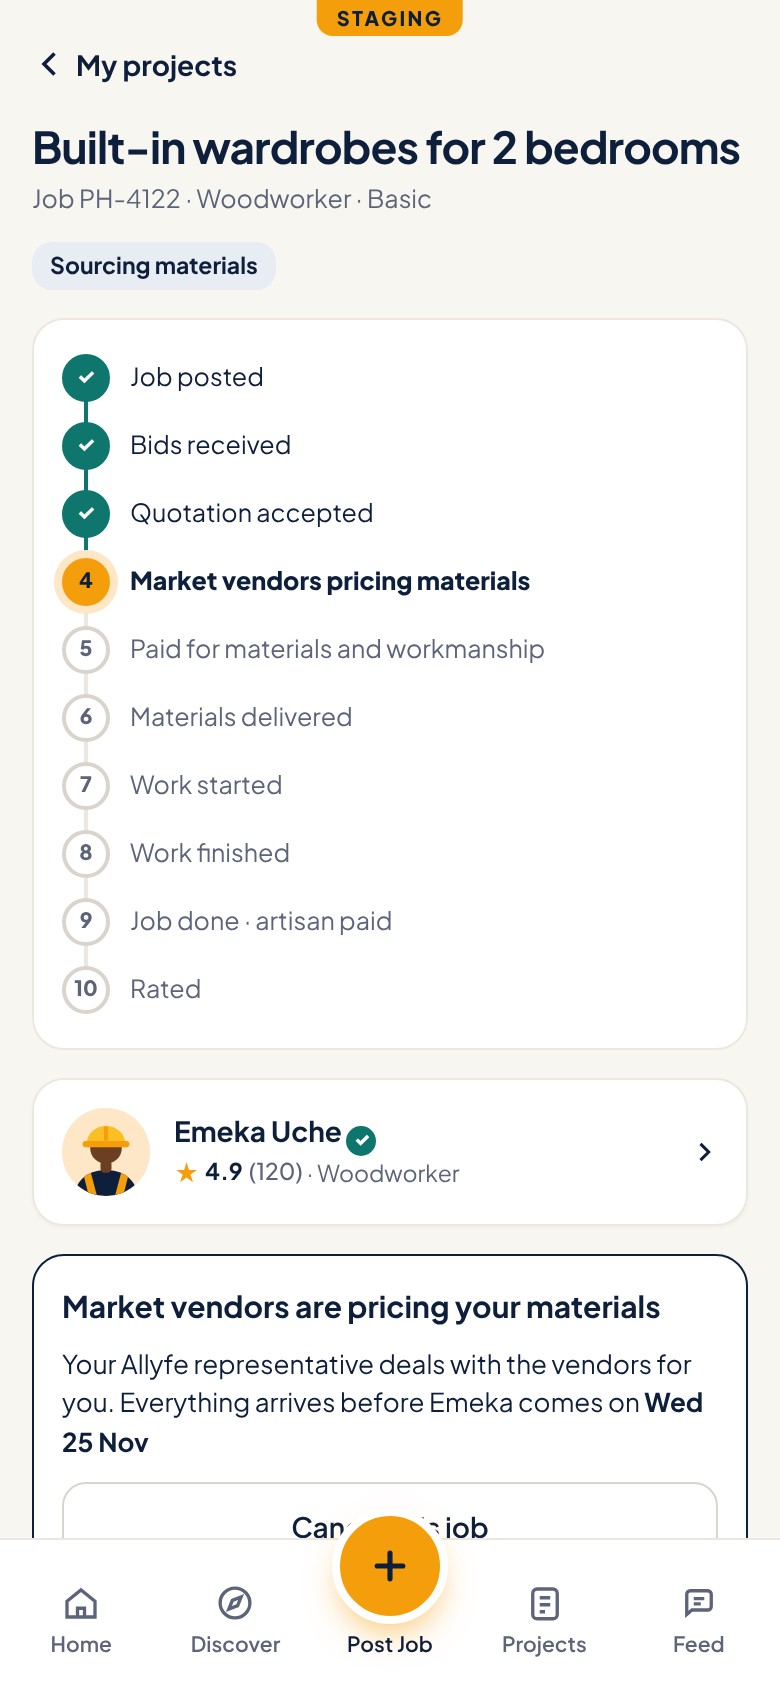 STAGING
My projects
Built-in wardrobes for 2 bedrooms
Job PH-4122 · Woodworker · Basic
Sourcing materials
Job posted
Bids received
Quotation accepted
4 Market vendors pricing materials
5 Paid for materials and workmanship
6 Materials delivered
7 Work started
8 Work finished
9 Job done · artisan paid
10 Rated
Emeka Uche
★ 4.9 (120) · Woodworker
Market vendors are pricing your materials
Your Allyfe representative deals with the vendors for
you. Everything arrives before Emeka comes on Wed
25 Nov
job
Home
Discover
Post Job
Projects
Feed